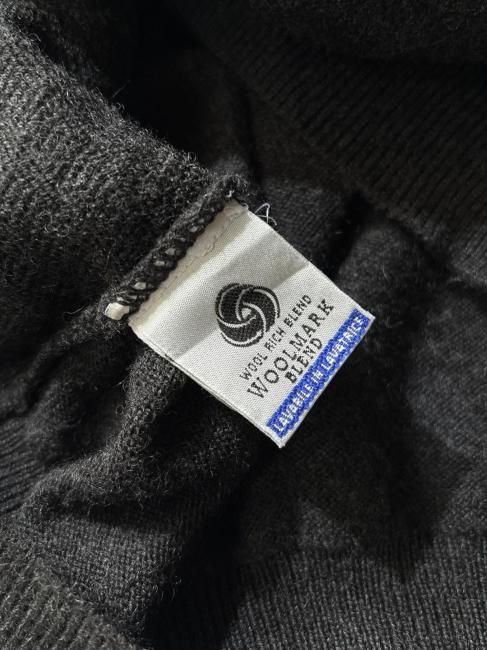 WOOL RICH BLEND
WOOLMARK
BLEND
LAVABILE IN LAVATRICE